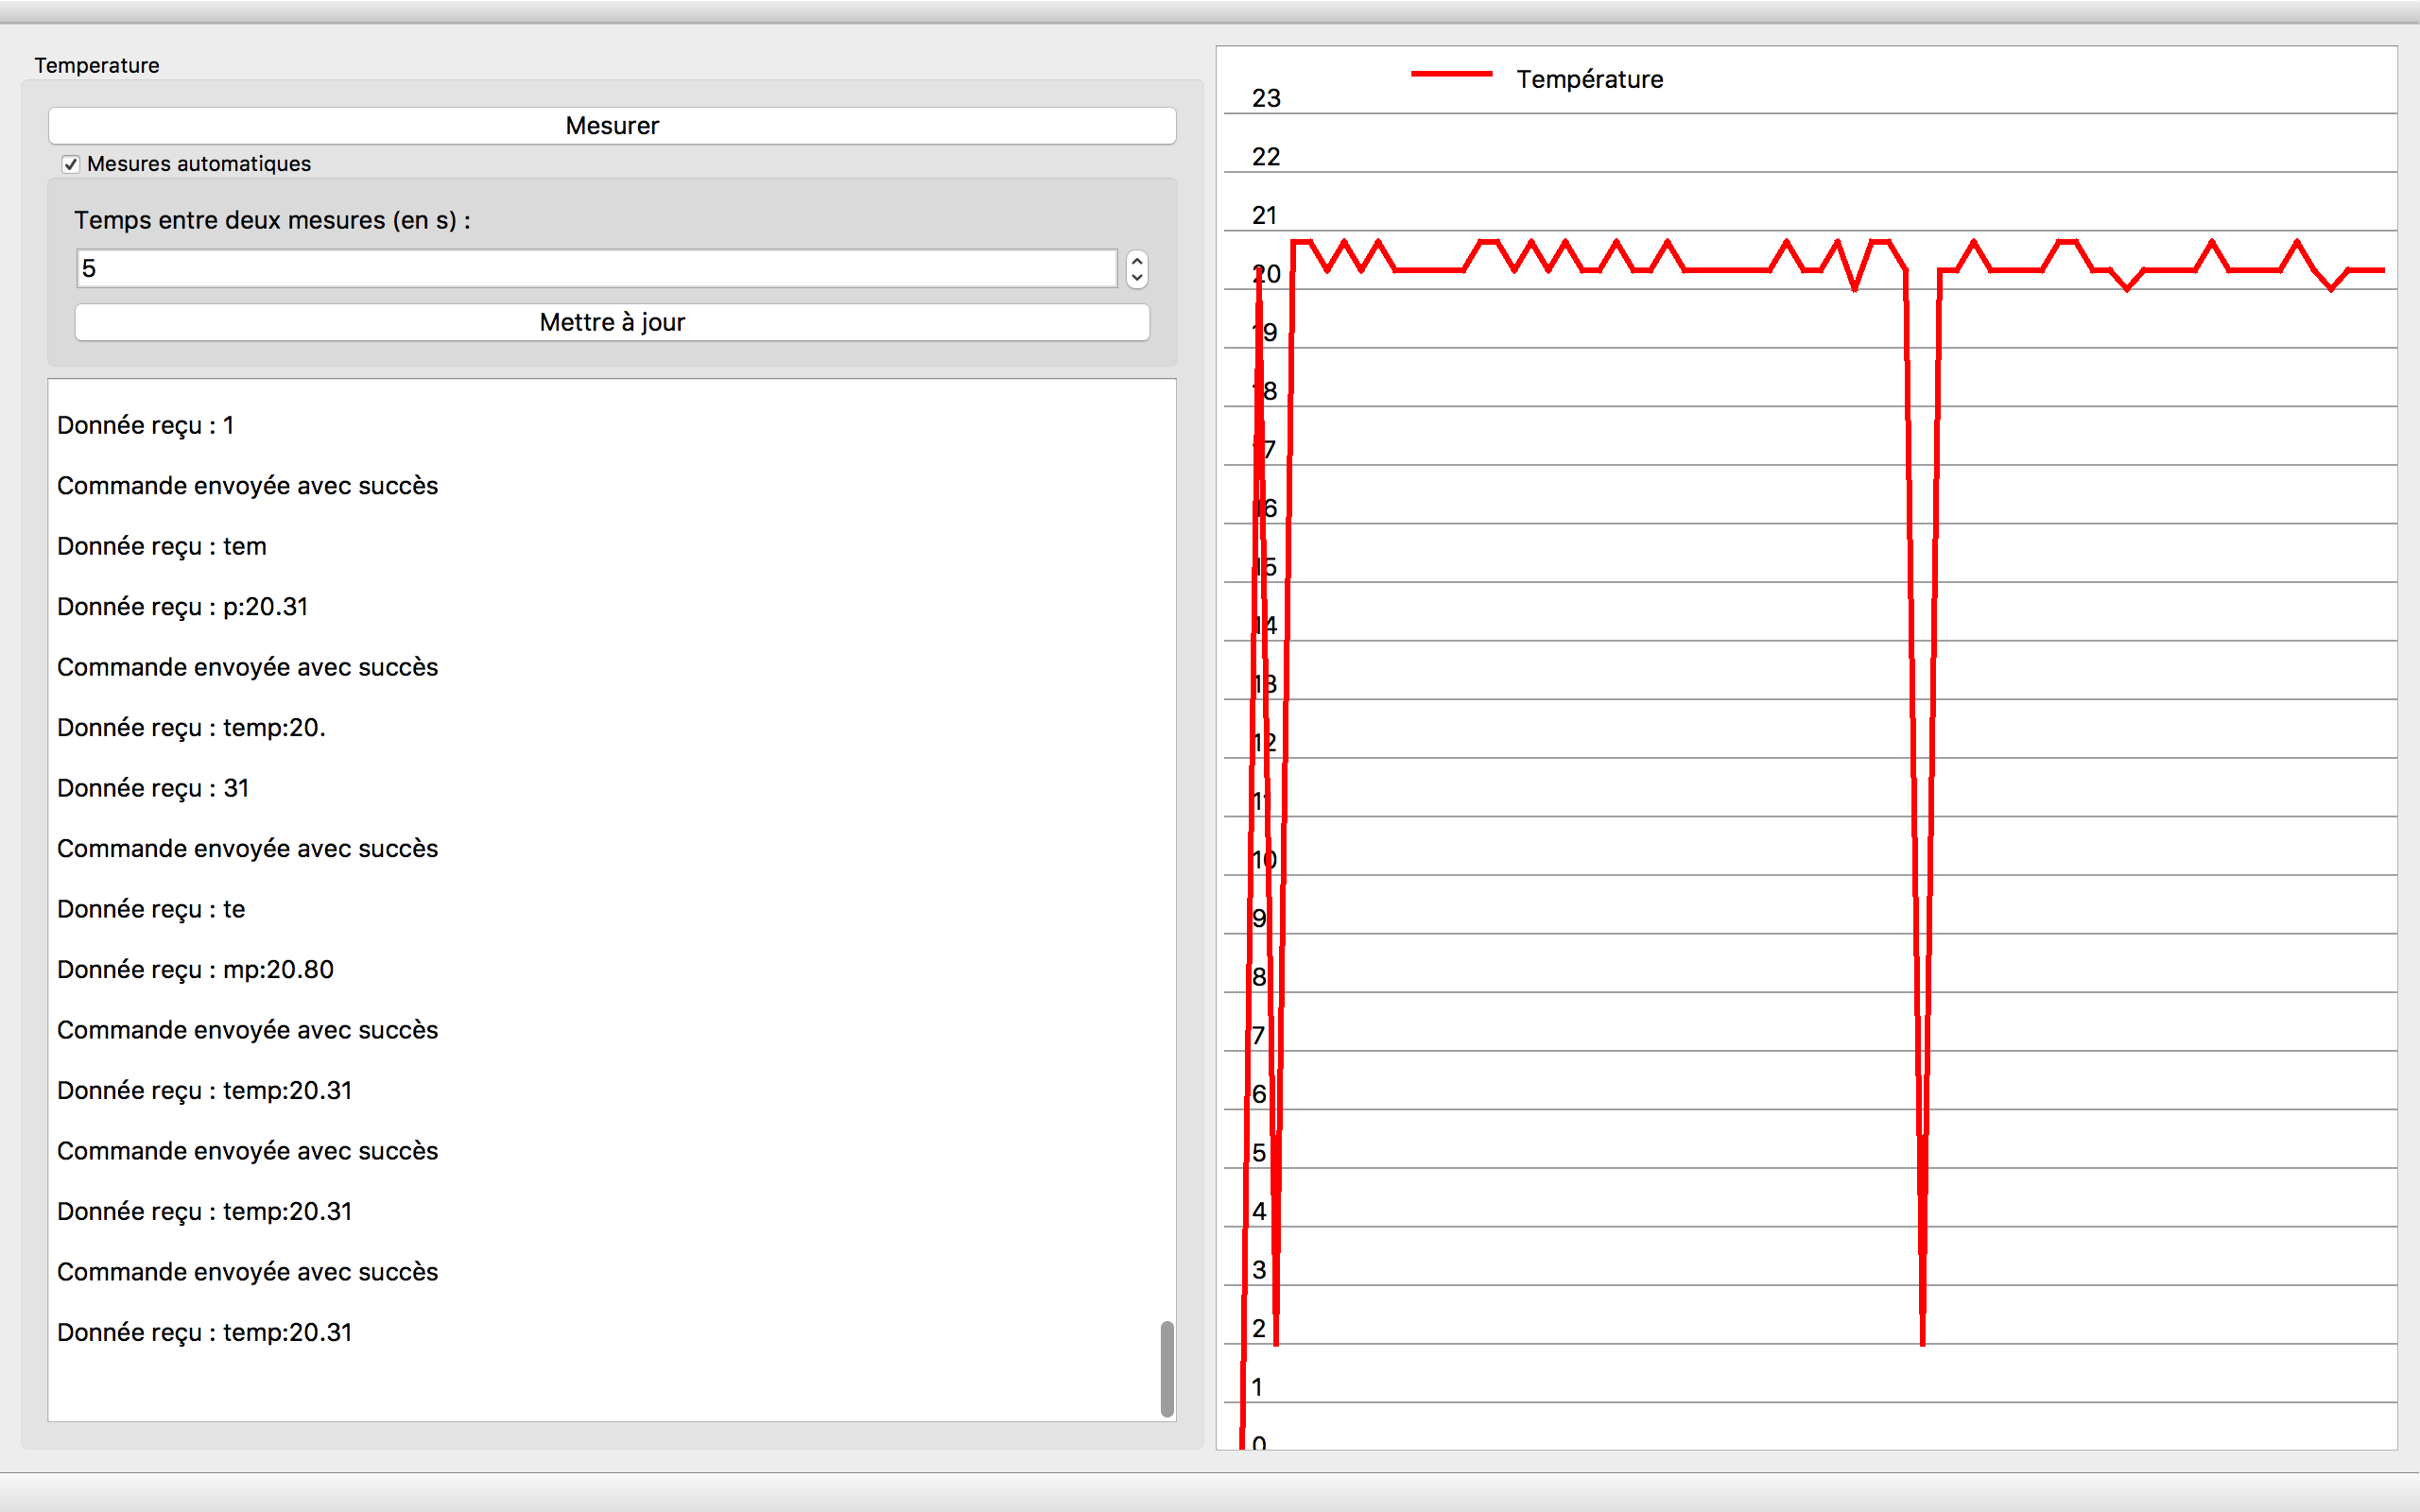 Temperature
Mesurer
Mesures automatiques
Temps entre deux mesures (en s) :
5
Mettre à jour
Donnée reçu : 1
Commande envoyée avec succès
Donnée reçu : tem
Donnée reçu : p:20.31
Commande envoyée avec succès
Donnée reçu : temp:20.
Donnée reçu : 31
Commande envoyée avec succès
Donnée reçu : te
Donnée reçu : mp:20.80
Commande envoyée avec succès
Donnée reçu : temp:20.31
Commande envoyée avec succès
Donnée reçu : temp:20.31
Commande envoyée avec succès
Donnée reçu : temp:20.31
Température
23
22
21
20
19
18
17
16
15
14
13
12
11
10
9
8
7
6
5
4
3
2
1
0